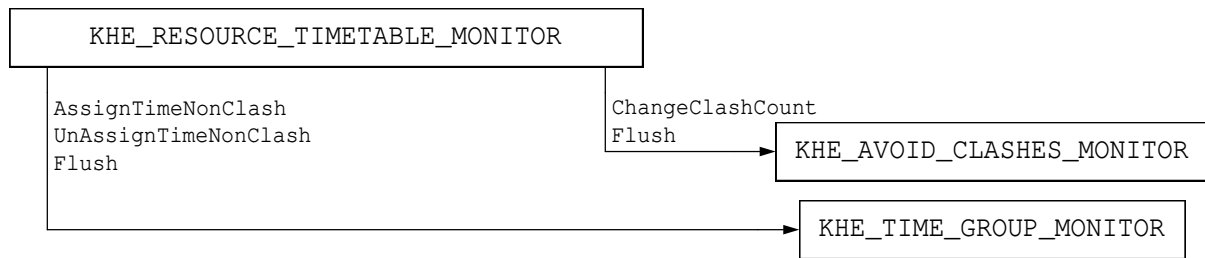 KHE_RESOURCE_TIMETABLE_MONITOR
AssignTimeNonClash
UnAssignTimeNonClash
Flush
ChangeClashCount
Flush
KHE_AVOID_CLASHES_MONITOR
KHE_TIME_GROUP_MONITOR